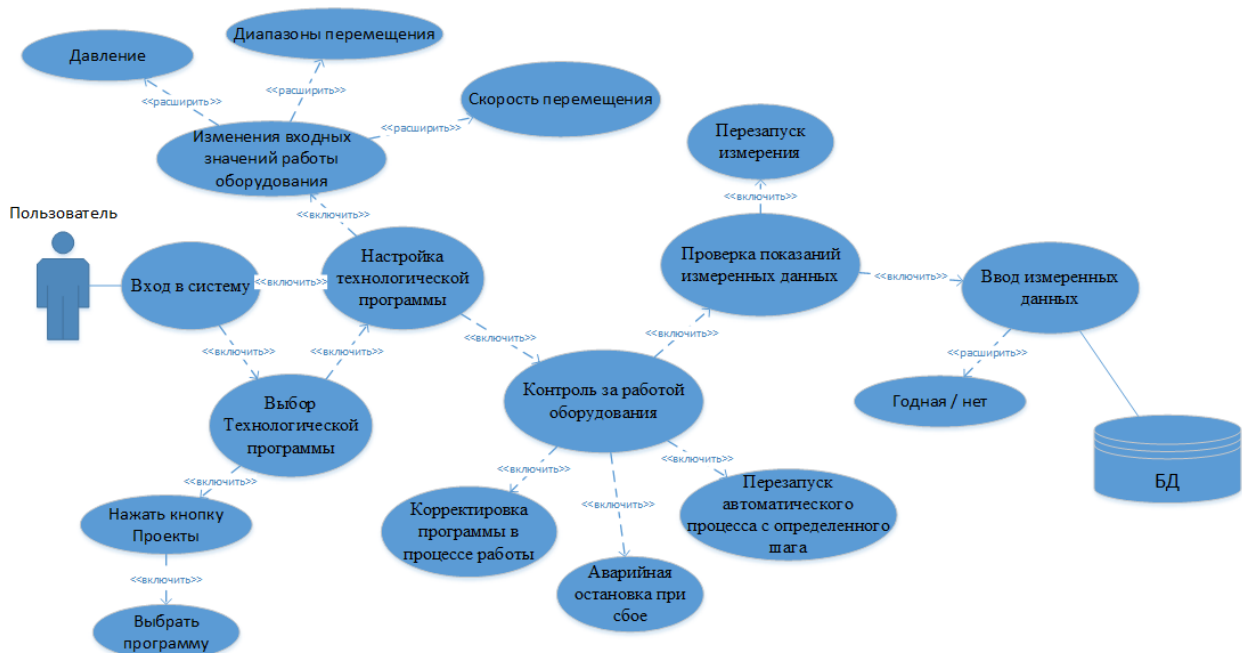 Диапазоны перемещения
Давление
<<расширить>>
<<расширить>>
Скорость перемещения
<<расширить>>
Изменения входных
значений работы
оборудования
Перезапуск
измерения
<<включить>>
<<включить>>
Пользователь
Вход в систему
<<включить>>
Настройка
технологической
программы
Проверка показаний
измеренных данных
<<включить>>
Ввод измеренных
данных
<<включить>>
<<включить>>
<<включить>>
<<включить>>
<<расширить>>
Выбор
Технологической
программы
Контроль за работой
оборудования
Годная / нет
<<включить>>
<<включить>>
<<включить>>
<<включить>>
БД
Нажать кнопку
Проекты
Корректировка
программы в
процессе работы
Перезапуск
автоматического
процесса с определенного
шага
<<включить>>
Аварийная
остановка при
сбое
Выбрать
программу